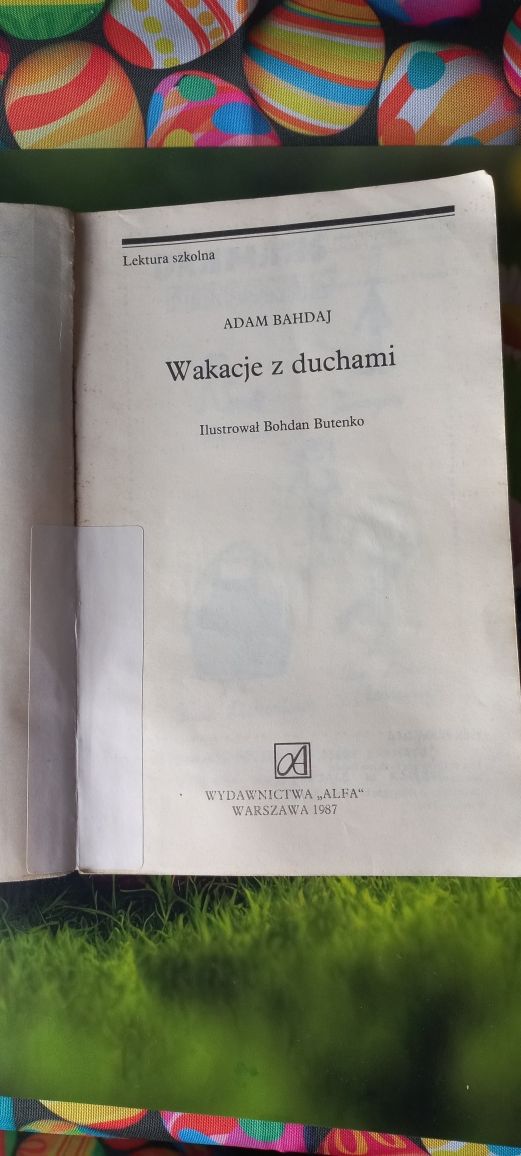 Lektura szkolna
ADAM BAHDAJ
Wakacje z duchami
Ilustrował Bohdan Butenko
WYDAWNICTWA „ALFA“
WARSZAWA 1987